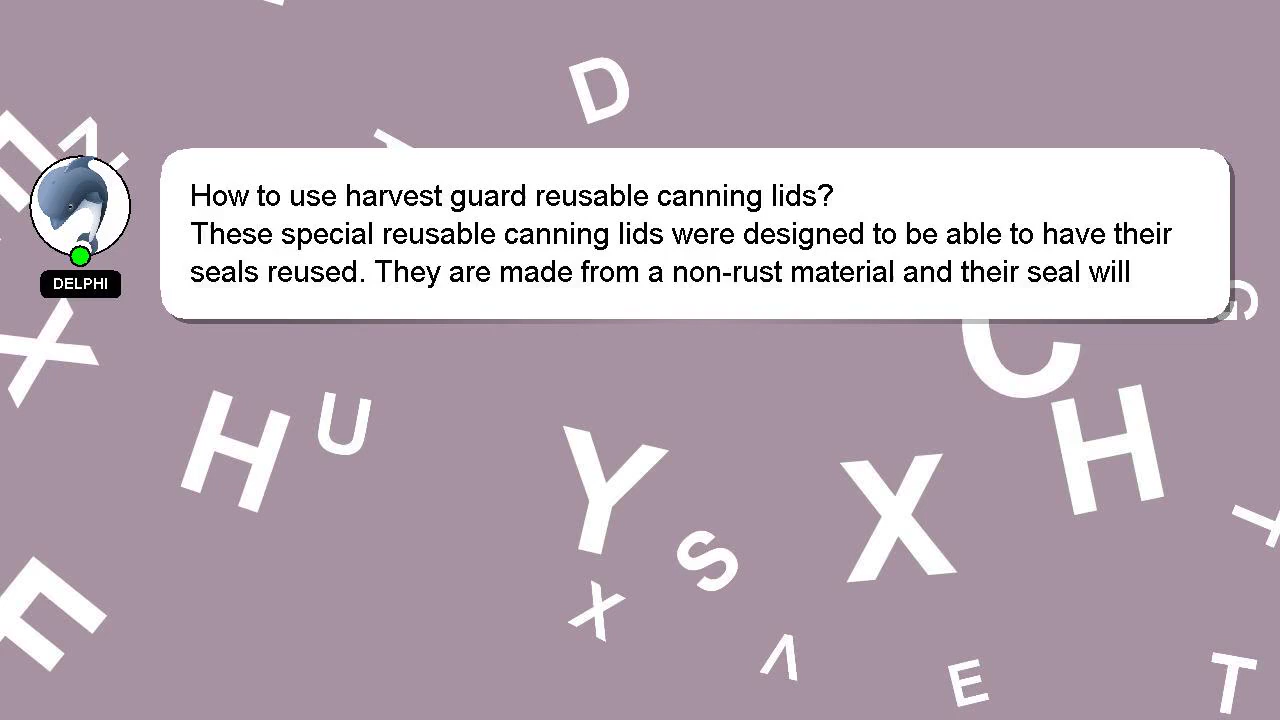 D
DELPHI
How to use harvest guard reusable canning lids?
These special reusable canning lids were designed to be able to have their
seals reused. They are made from a non-rust material and their seal will
G
C
X
H
U
Y
X
H
S
X
V
E
T